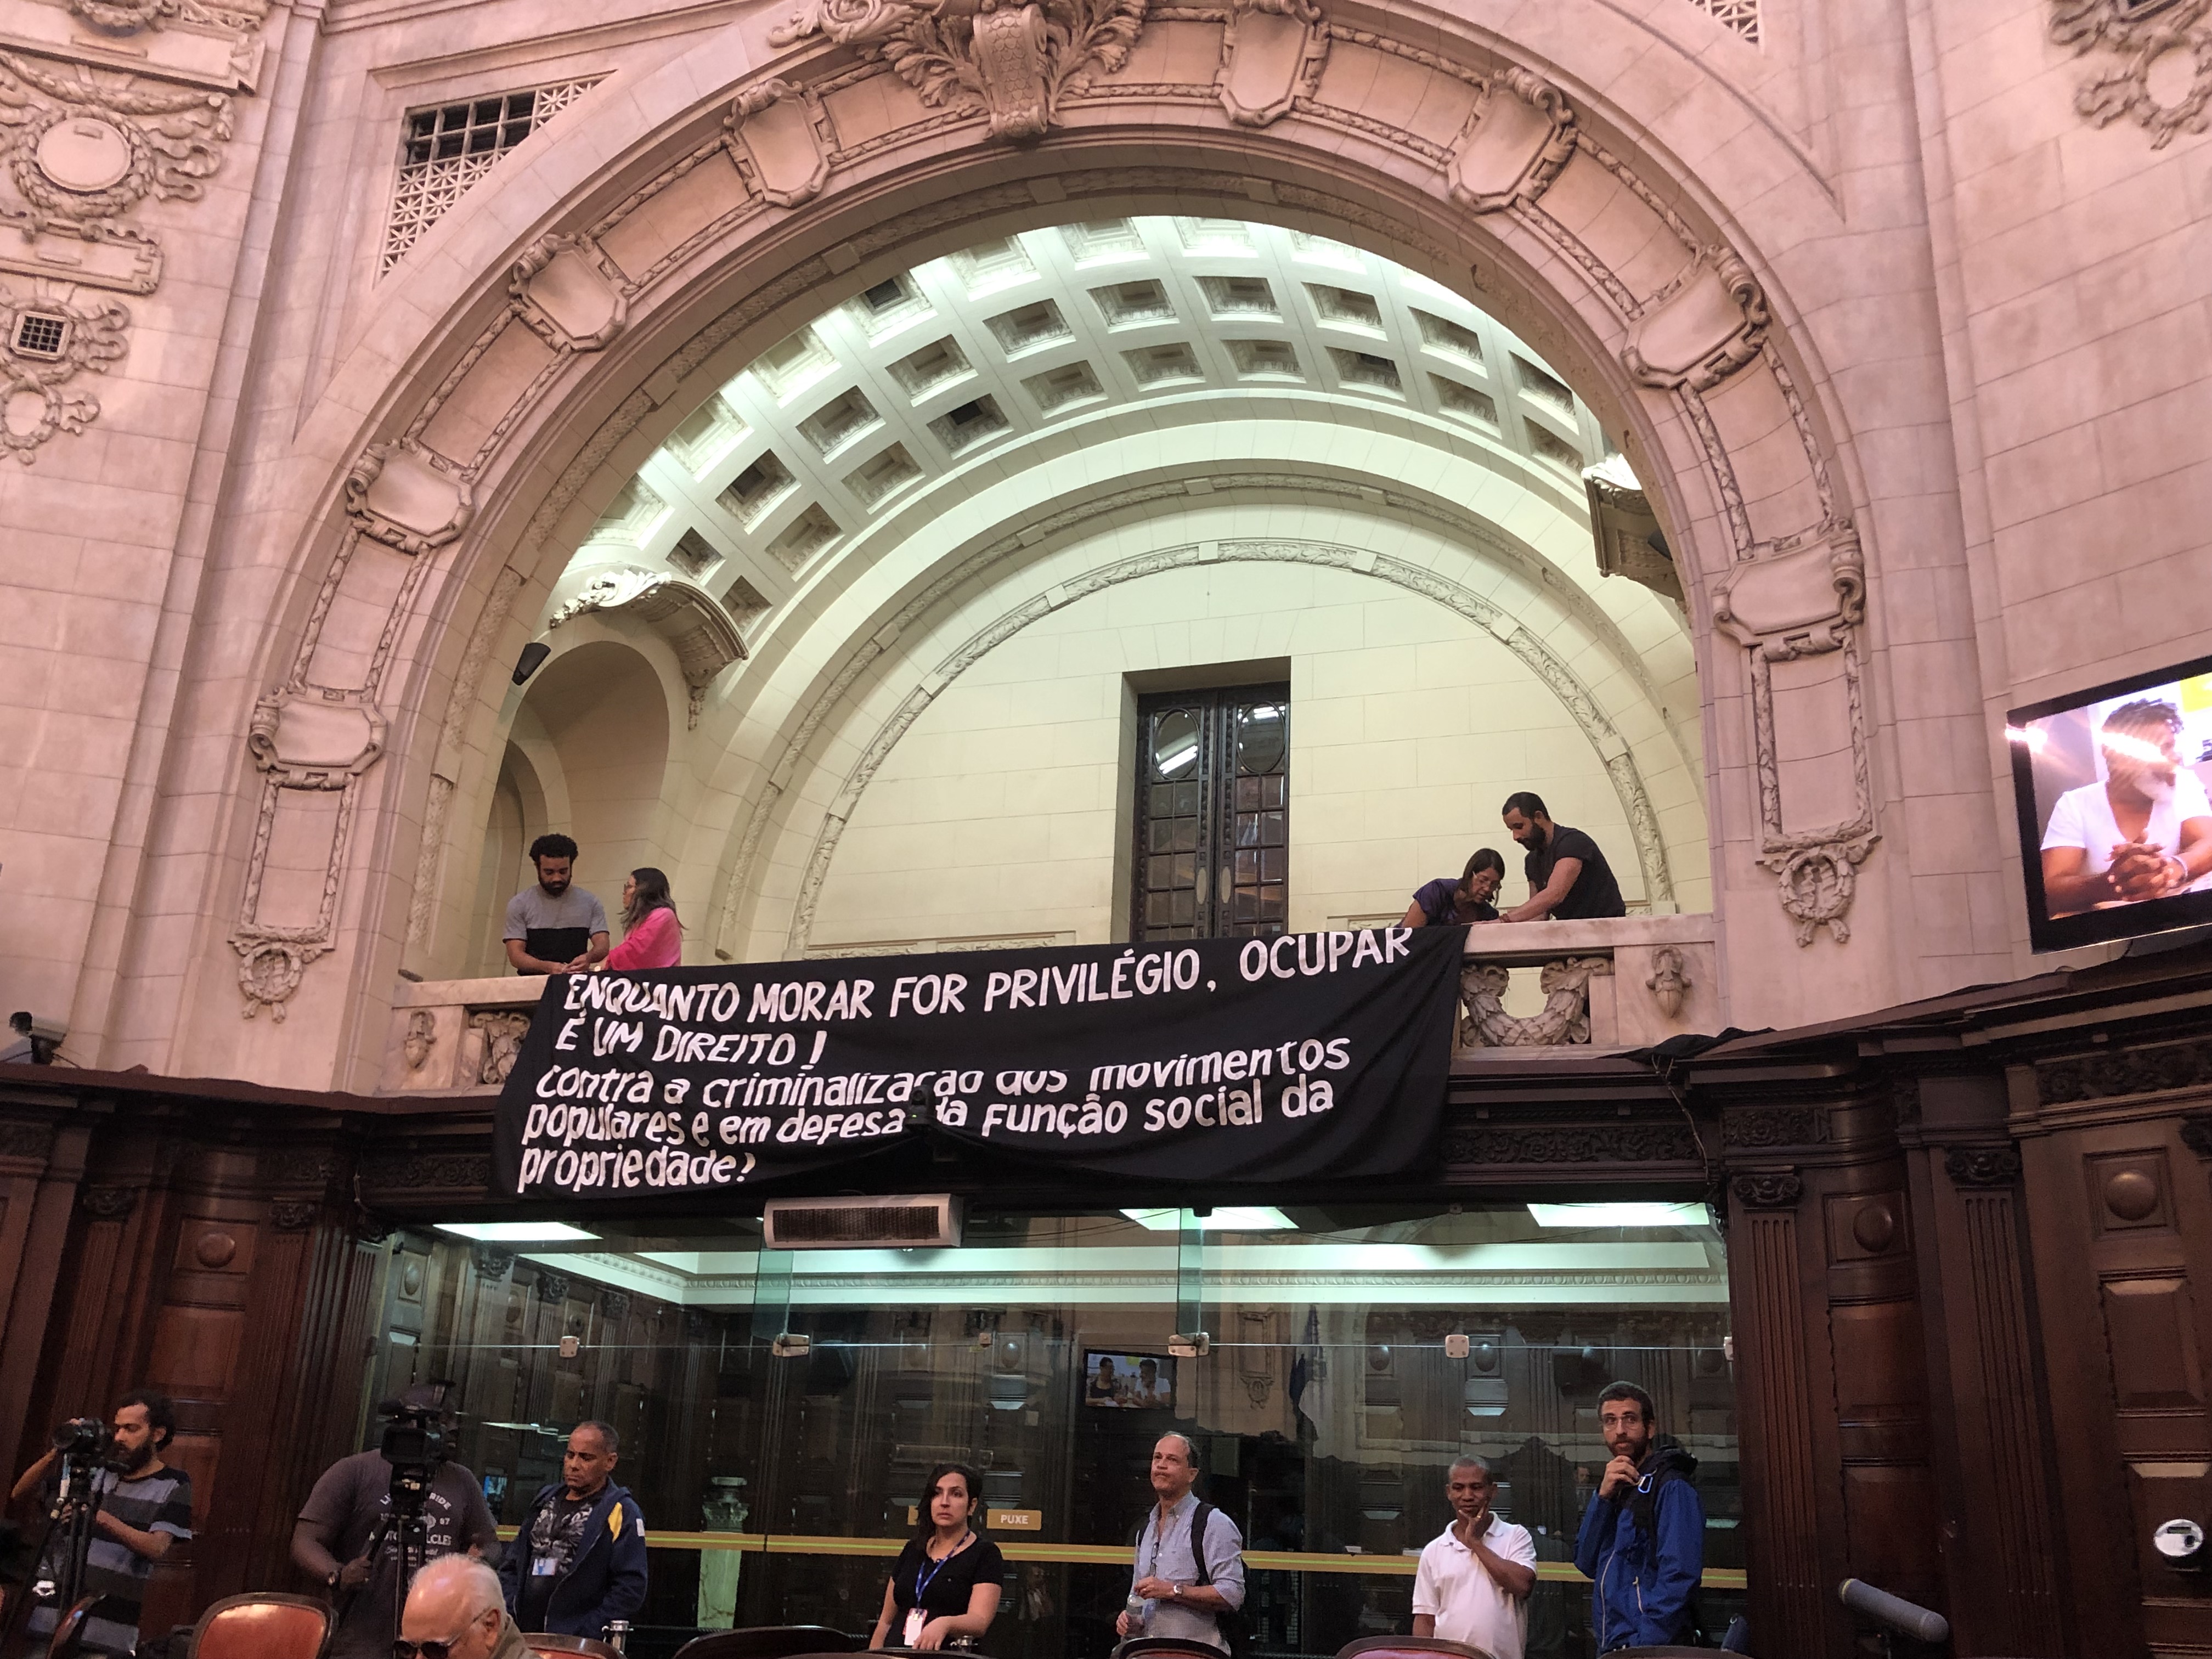 ENQUANTO MORAR FOR PRIVILÉGIO, OCUPAR
É UM DIREITO!
contra a criminalização dos movimentos
populares e em defesa da função social da
propriedade!
PUXE